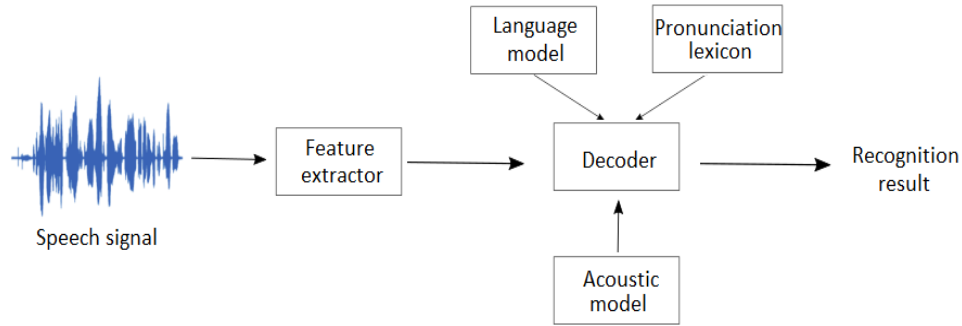 Language
model
Pronunciation
lexicon
Feature
extractor
Decoder
Recognition
result
Speech signal
Acoustic
model